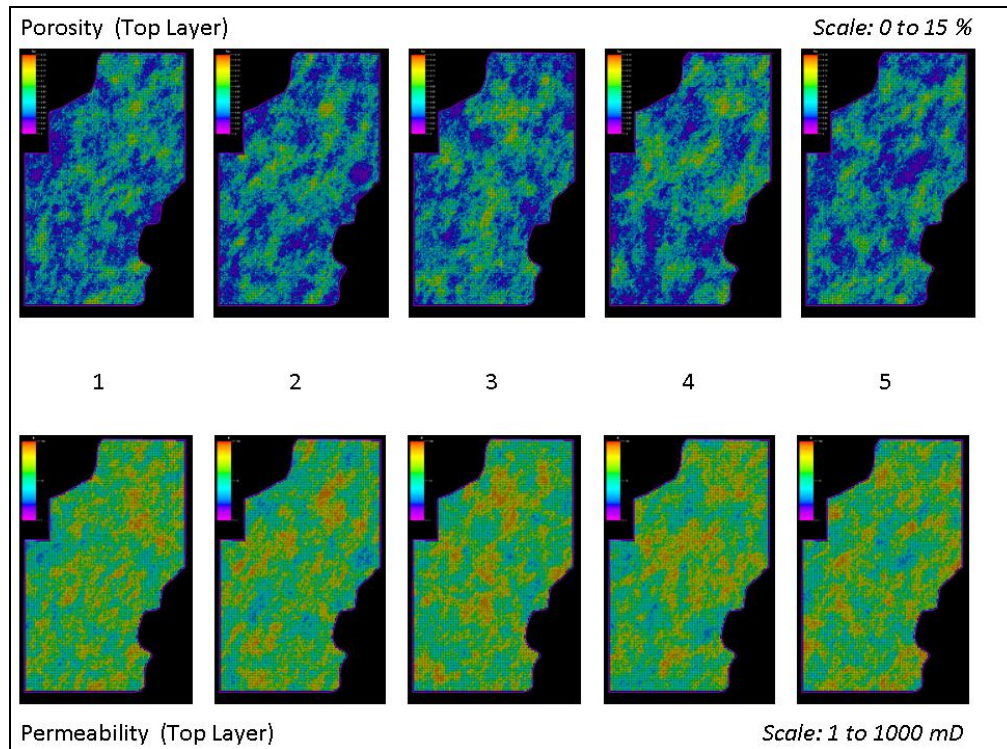 Porosity (Top Layer)
Scale: 0 to 15 %
1 2 3 4 5
Permeability (Top Layer)
Scale: 1 to 1000 mD